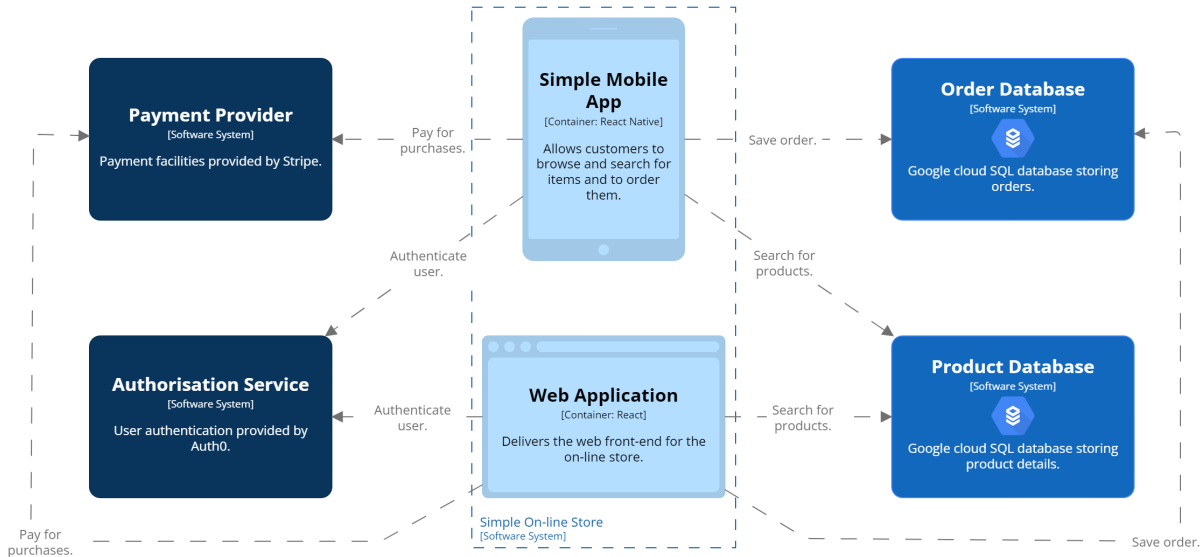 Payment Provider
[Software System]
Payment facilities provided by Stripe.
Pay for
purchases.
Simple Mobile
App
[Container: React Native]
Allows customers to
browse and search for
items and to order
them.
Save order.
Order Database
[Software System]
Google cloud SQL database storing
orders.
Authenticate
user.
Search for
products.
Authorisation Service
[Software System]
User authentication provided by
Auth0.
Authenticate
user.
Web Application
[Container: React]
Delivers the web front-end for the
on-line store.
Search for
products.
Product Database
[Software System]
Google cloud SQL database storing
product details.
Simple On-line Store
[Software System]
Pay for
purchases.
Save order.